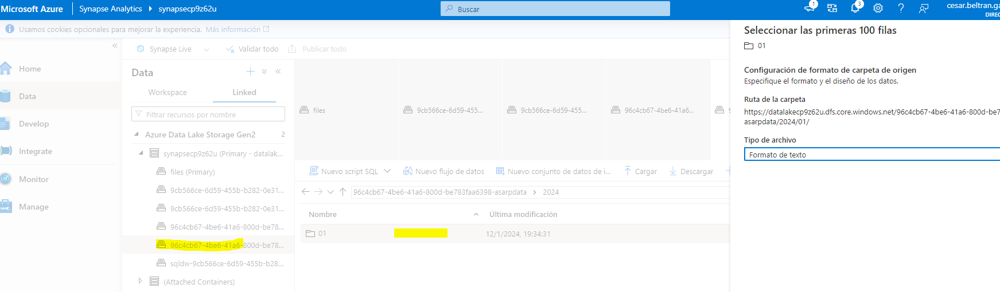 Microsoft Azure Synapse Analytics synapsecp9z62u Buscar 1 3 cesar.beltran.ga
DIREC
Usamos cookies opcionales para mejorar la experiencia. Más información
Seleccionar las primeras 100 filas
01
Configuración de formato de carpeta de origen
Especifique el formato y el diseño de los datos.
Ruta de la carpeta
https://datalakecp9z62u.dfs.core.windows.net/96c4cb67-4be6-41a6-800d-be7
asarpdata/2024/01/
Tipo de archivo
Formato de texto
Home
Data
Develop
Integrate
Monitor
Manage
Synapse Live Validar todo Publicar todo
Data
Workspace Linked
Filtrar recursos por nombre
Azure Data Lake Storage Gen2 2
synapsecp9z62u (Primary - datalak...
files (Primary)
9cb566ce-6d59-455b-b282-0e31...
9cb566ce-6d59-455b-b282-0e31...
96c4cb67-4be6-41a6-800d-be78...
96c4cb67-4be6-41a6-800d-be78...
sqldw-9cb566ce-6d59-455b-b28...
(Attached Containers)
files 9cb566ce-6d59-455... 9cb566ce-6d59-455... 96c4cb67-4be6-41a6... 9
Nuevo script SQL Nuevo flujo de datos Nuevo conjunto de datos de i... Cargar Descargar
96c4cb67-4be6-41a6-800d-be783faa6398-asarpdata 2024
Nombre Última modificación
01 12/1/2024, 19:34:31